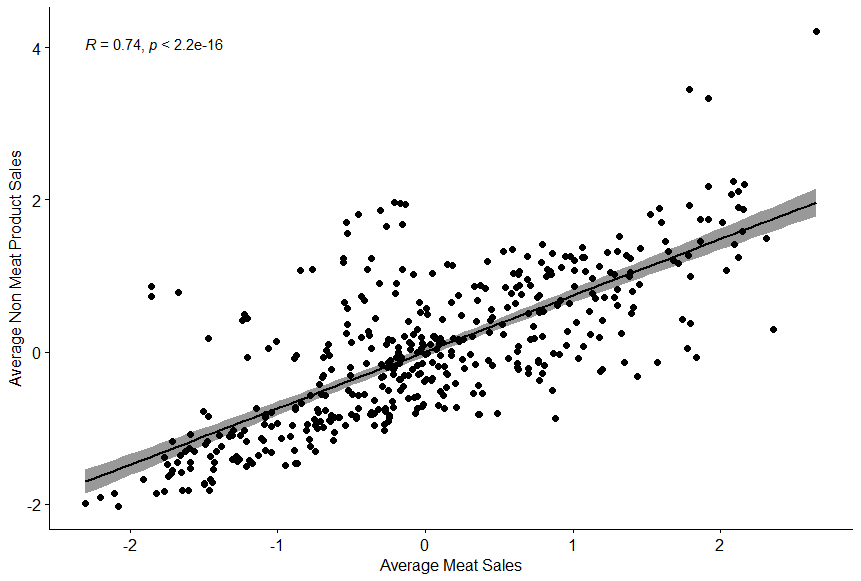 R = 0.74, p < 2.2e-16
4
2
0
-2
Average Non Meat Product Sales
-2 -1 0 1 2
Average Meat Sales